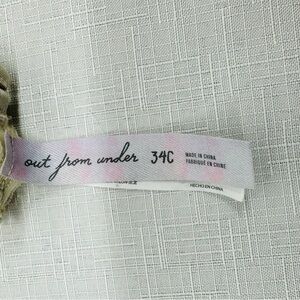 out from under 34C
MADE IN CHINA
FABRIQUÉ EN CHINE
HECHO EN CHINA